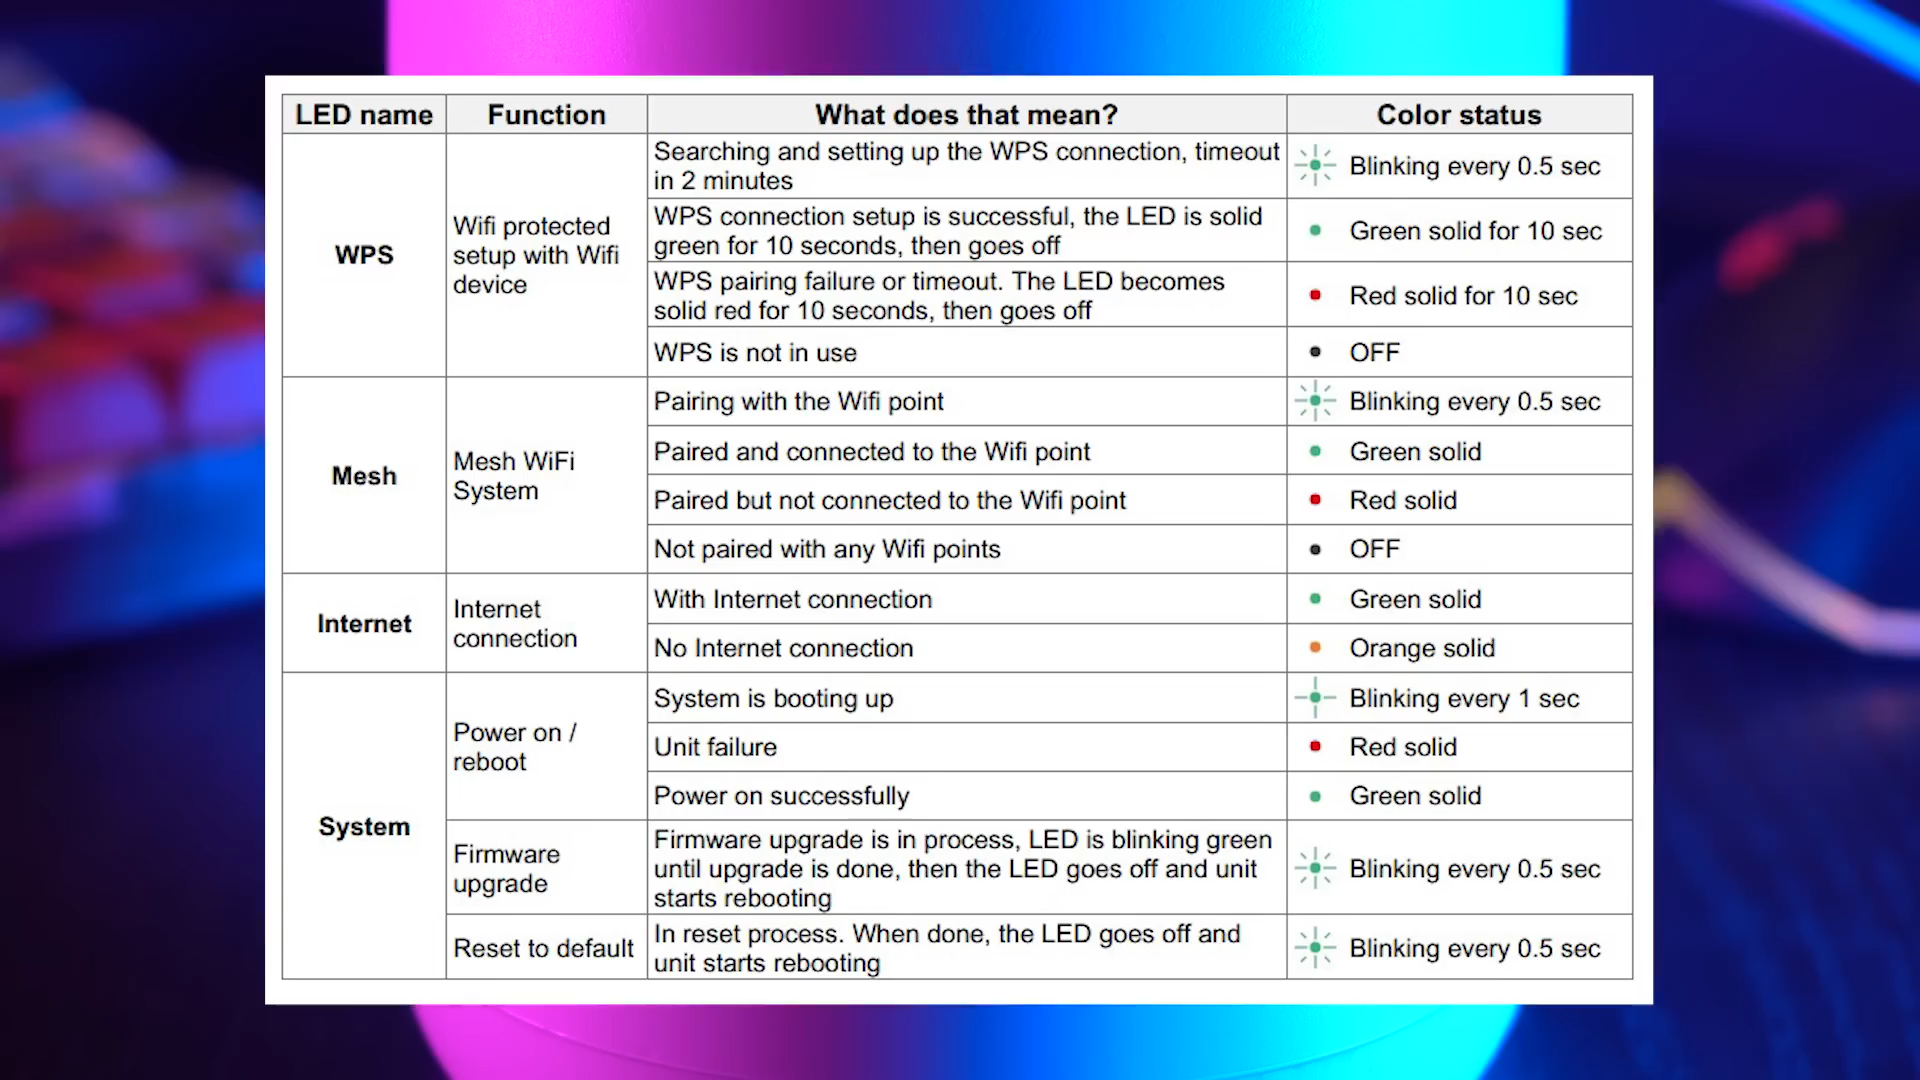 LED name Function What does that mean? Color status
WPS
Wifi protected
setup with Wifi
device
Searching and setting up the WPS connection, timeout
in 2 minutes
Blinking every 0.5 sec
WPS connection setup is successful, the LED is solid
green for 10 seconds, then goes off
Green solid for 10 sec
WPS pairing failure or timeout. The LED becomes
solid red for 10 seconds, then goes off
Red solid for 10 sec
WPS is not in use
OFF
Mesh
Mesh WiFi
System
Pairing with the Wifi point
Blinking every 0.5 sec
Paired and connected to the Wifi point
Green solid
Paired but not connected to the Wifi point
Red solid
Not paired with any Wifi points
OFF
Internet
Internet
connection
With Internet connection
Green solid
No Internet connection
Orange solid
System
Power on /
reboot
System is booting up
Blinking every 1 sec
Unit failure
Red solid
Power on successfully
Green solid
Firmware
upgrade
Firmware upgrade is in process, LED is blinking green
until upgrade is done, then the LED goes off and unit
starts rebooting
Blinking every 0.5 sec
Reset to default
In reset process. When done, the LED goes off and
unit starts rebooting
Blinking every 0.5 sec